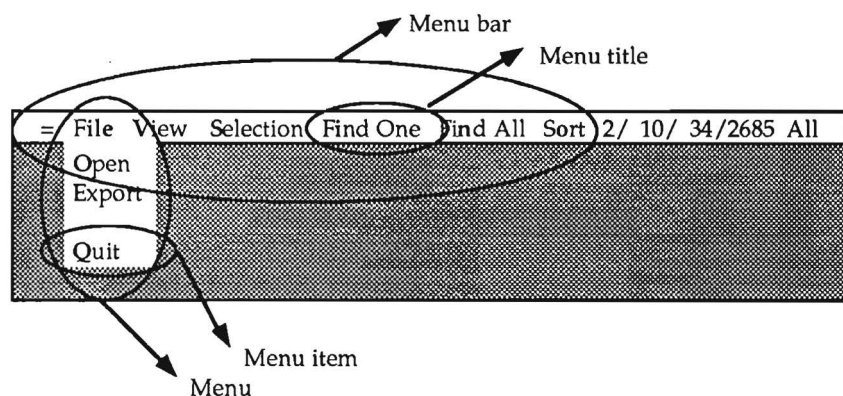 Menu bar
Menu title
= File View Selection Find One Find All Sort 2/ 10/ 34/2685 All
Open
Export
Quit
Menu item
Menu